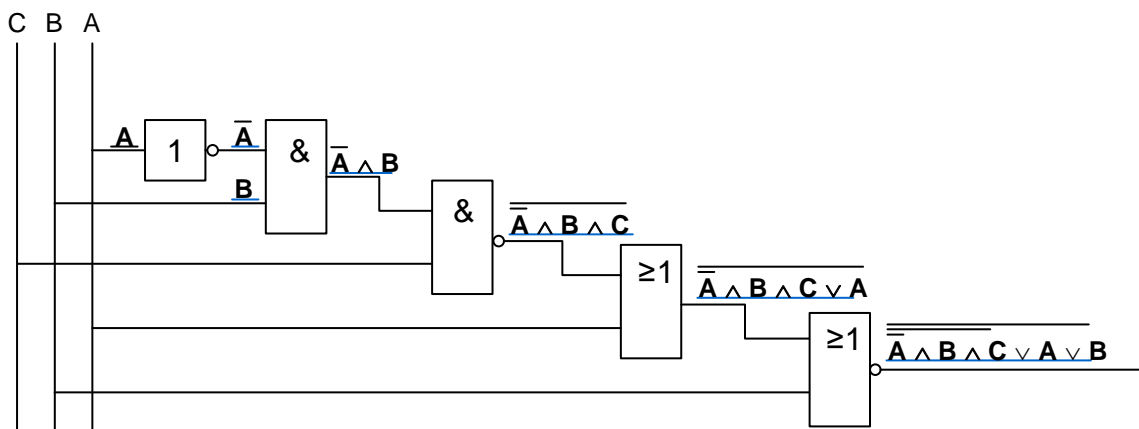 C B A
A 1 A̅ &
B
A̅ ∧ B
&
A̅ ∧ B ∧ C
≥1
A̅ ∧ B ∧ C ∨ A
≥1
A̅ ∧ B ∧ C ∨ A ∨ B